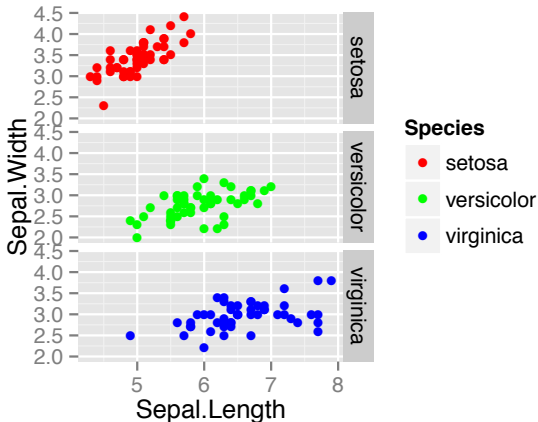 Sepal.Width
4.5
4.0
3.5
3.0
2.5
2.0
setosa
4.5
4.0
3.5
3.0
2.5
2.0
versicolor
4.5
4.0
3.5
3.0
2.5
2.0
virginica
5 6 7 8
Sepal.Length
Species
setosa
versicolor
virginica